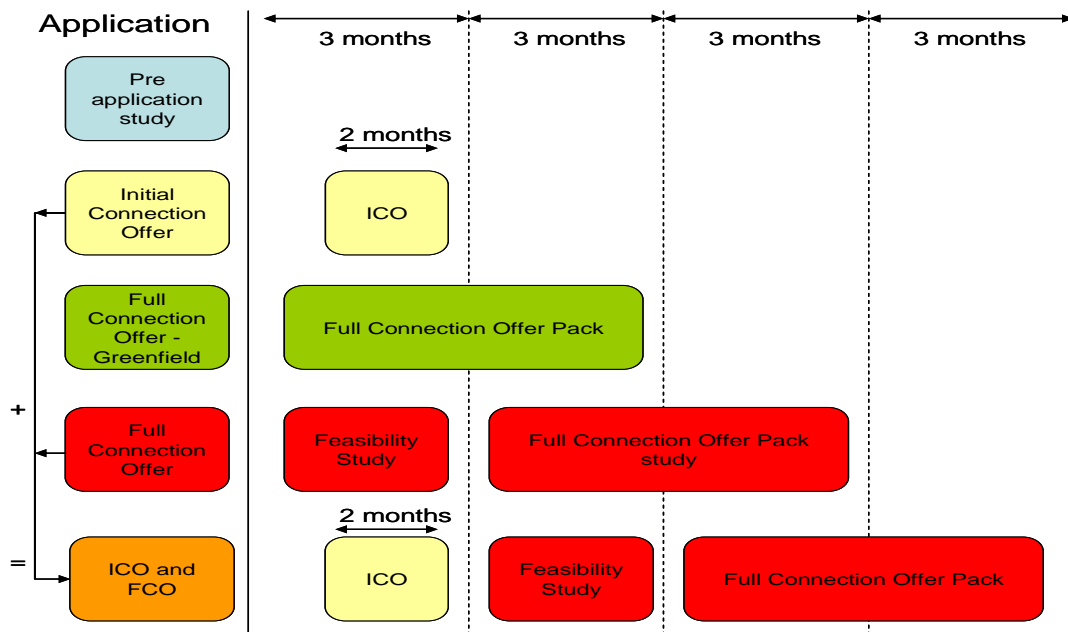 Application
3 months
3 months
3 months
3 months
Pre
application
study
2 months
Initial
Connection
Offer
ICO
Full
Connection
Offer -
Greenfield
Full Connection Offer Pack
+
Full
Connection
Offer
Feasibility
Study
Full Connection Offer Pack
study
2 months
=
ICO and
FCO
ICO
Feasibility
Study
Full Connection Offer Pack